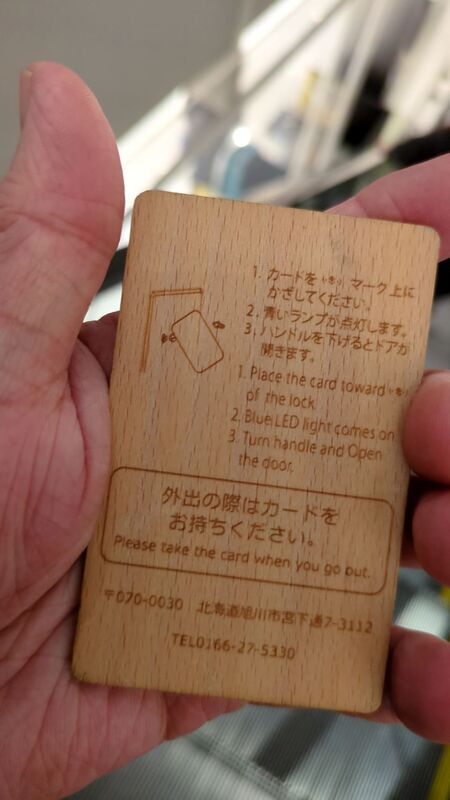 1. カードを マーク上に
かざしてください。
2. 青いランプが点灯します。
3. ハンドルを下げるとドアが
開きます。
1. Place the card toward
of the lock.
2. Blue LED light comes on
3. Turn handle and Open
the door.
外出の際はカードを
お持ちください。
Please take the card when you go out.
〒070-0030 北海道旭川市宮下通7-3112
TEL0166-27-5330